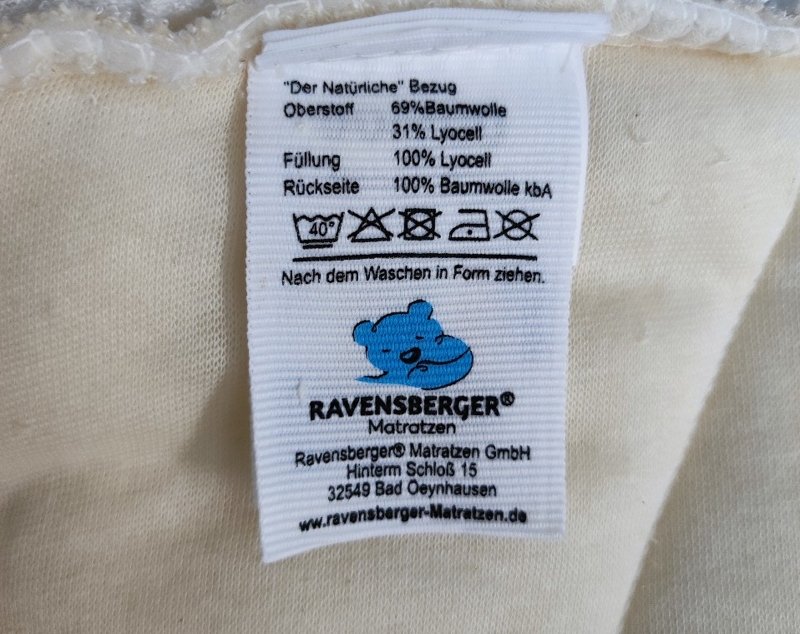 "Der Natürliche" Bezug
Oberstoff 69%Baumwolle
31% Lyocell
Füllung 100% Lyocell
Rückseite 100% Baumwolle kbA
40°
Nach dem Waschen in Form ziehen.
RAVENSBERGER®
Matratzen
Ravensberger® Matratzen GmbH
Hinterm Schloß 15
32549 Bad Oeynhausen
www.ravensberger-Matratzen.de